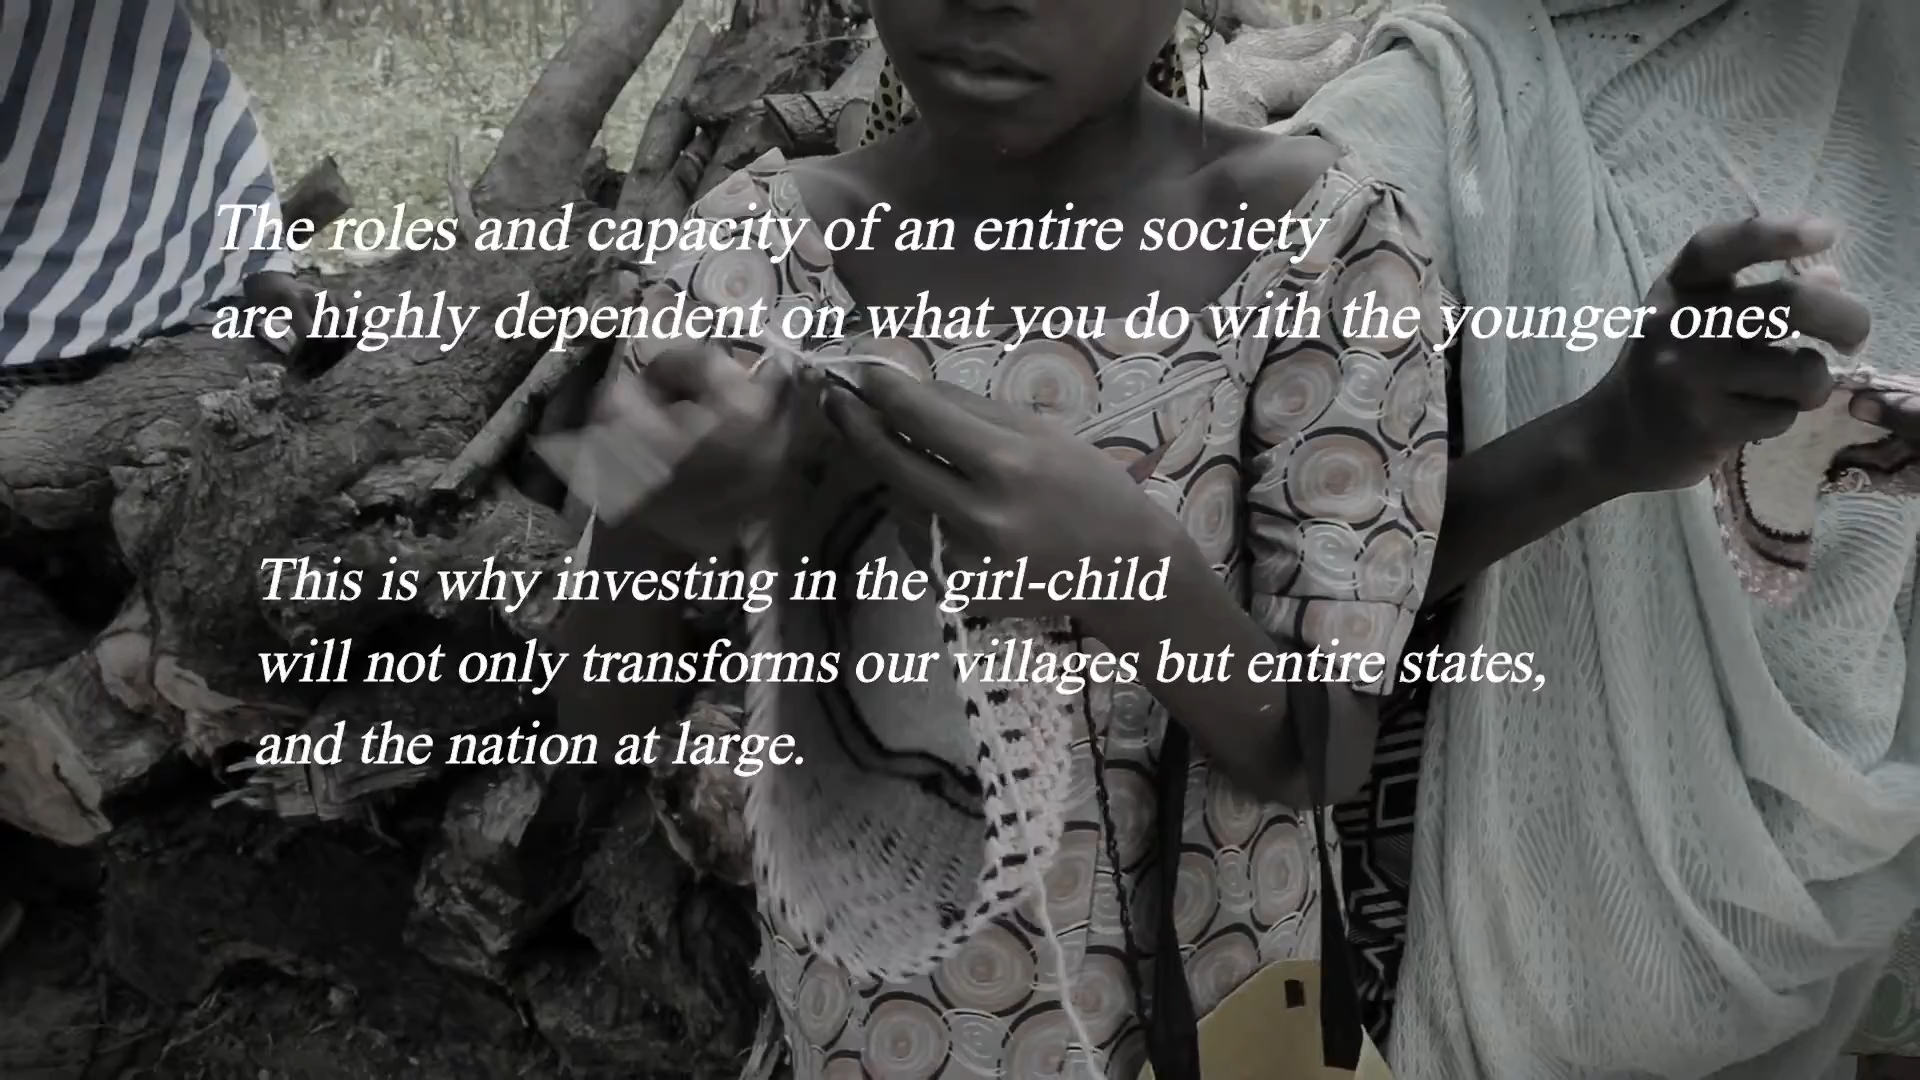 The roles and capacity of an entire society
are highly dependent on what you do with the younger ones.
This is why investing in the girl-child
will not only transforms our villages but entire states,
and the nation at large.